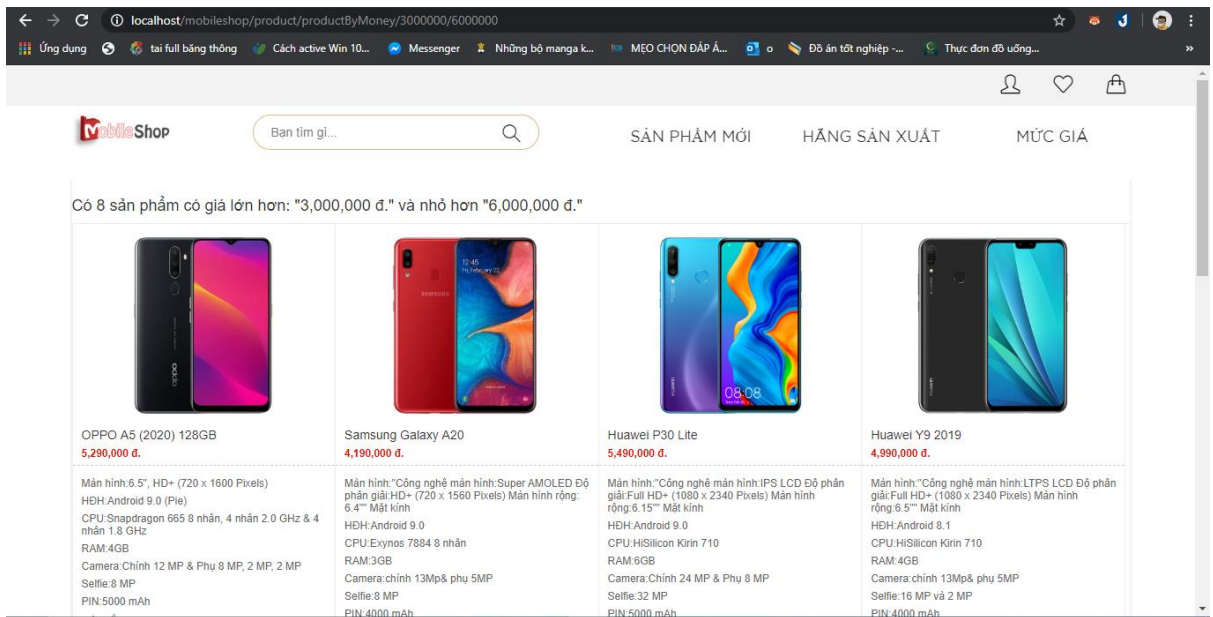 localhost/mobileshop/product/productByMoney/3000000/6000000
Ứng dụng tai full băng thông Cách active Win 10... Messenger Những bộ manga k... MẸO CHỌN ĐÁP Á... o Đồ án tốt nghiệp -... Thực đơn đồ uống... »
MobileShop Bạn tìm gì... SẢN PHẨM MỚI HÃNG SẢN XUẤT MỨC GIÁ
Có 8 sản phẩm có giá lớn hơn: "3,000,000 đ." và nhỏ hơn "6,000,000 đ."
oppo
SAMSUNG
12:45
Fri, February 22
HUAWEI
08:08
HUAWEI
OPPO A5 (2020) 128GB
5,290,000 đ.
Màn hình:6.5", HD+ (720 x 1600 Pixels)
HĐH:Android 9.0 (Pie)
CPU:Snapdragon 665 8 nhân, 4 nhân 2.0 GHz & 4
nhân 1.8 GHz
RAM:4GB
Camera:Chính 12 MP & Phụ 8 MP, 2 MP, 2 MP
Selfie:8 MP
PIN:5000 mAh
Samsung Galaxy A20
4,190,000 đ.
Màn hình:"Công nghệ màn hình:Super AMOLED Độ
phân giải:HD+ (720 x 1560 Pixels) Màn hình rộng:
6.4"" Mặt kính
HĐH:Android 9.0
CPU:Exynos 7884 8 nhân
RAM:3GB
Camera:chính 13Mp& phụ 5MP
Selfie:8 MP
PIN:4000 mAh
Huawei P30 Lite
5,490,000 đ.
Màn hình:"Công nghệ màn hình:IPS LCD Độ phân
giải:Full HD+ (1080 x 2340 Pixels) Màn hình
rộng:6.15"" Mặt kính
HĐH:Android 9.0
CPU:HiSilicon Kirin 710
RAM:6GB
Camera:Chính 24 MP & Phụ 8 MP
Selfie:32 MP
PIN:5000 mAh
Huawei Y9 2019
4,990,000 đ.
Màn hình:"Công nghệ màn hình:LTPS LCD Độ phân
giải:Full HD+ (1080 x 2340 Pixels) Màn hình
rộng:6.5"" Mặt kính
HĐH:Android 8.1
CPU:HiSilicon Kirin 710
RAM:4GB
Camera:chính 13Mp& phụ 5MP
Selfie:16 MP và 2 MP
PIN:4000 mAh